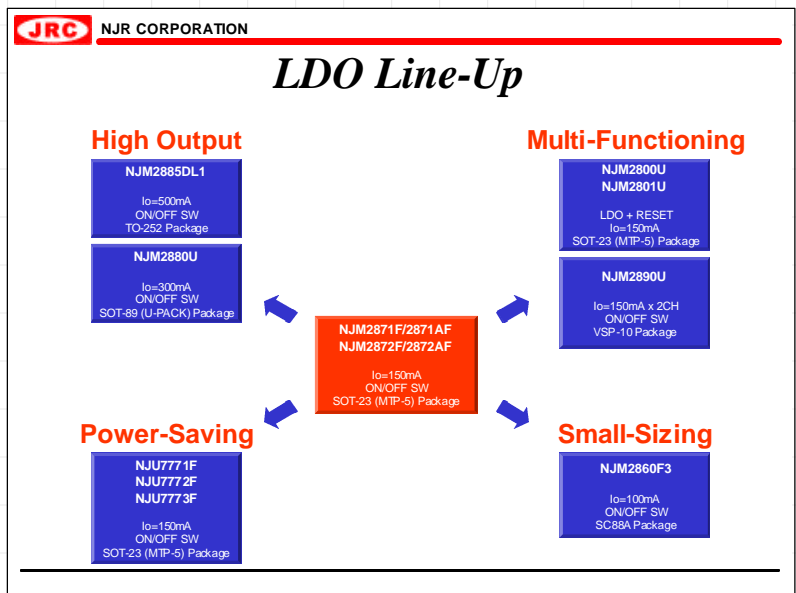 JRC NJR CORPORATION
LDO Line-Up
High Output
NJM2885DL1
Io=500mA
ON/OFF SW
TO-252 Package
NJM2880U
Io=300mA
ON/OFF SW
SOT-89 (U-PACK) Package
Multi-Functioning
NJM2800U
NJM2801U
LDO + RESET
Io=150mA
SOT-23 (MTP-5) Package
NJM2890U
Io=150mA x 2CH
ON/OFF SW
VSP-10 Package
NJM2871F/2871AF
NJM2872F/2872AF
Io=150mA
ON/OFF SW
SOT-23 (MTP-5) Package
Power-Saving
NJU7771F
NJU7772F
NJU7773F
Io=150mA
ON/OFF SW
SOT-23 (MTP-5) Package
Small-Sizing
NJM2860F3
Io=100mA
ON/OFF SW
SC88A Package